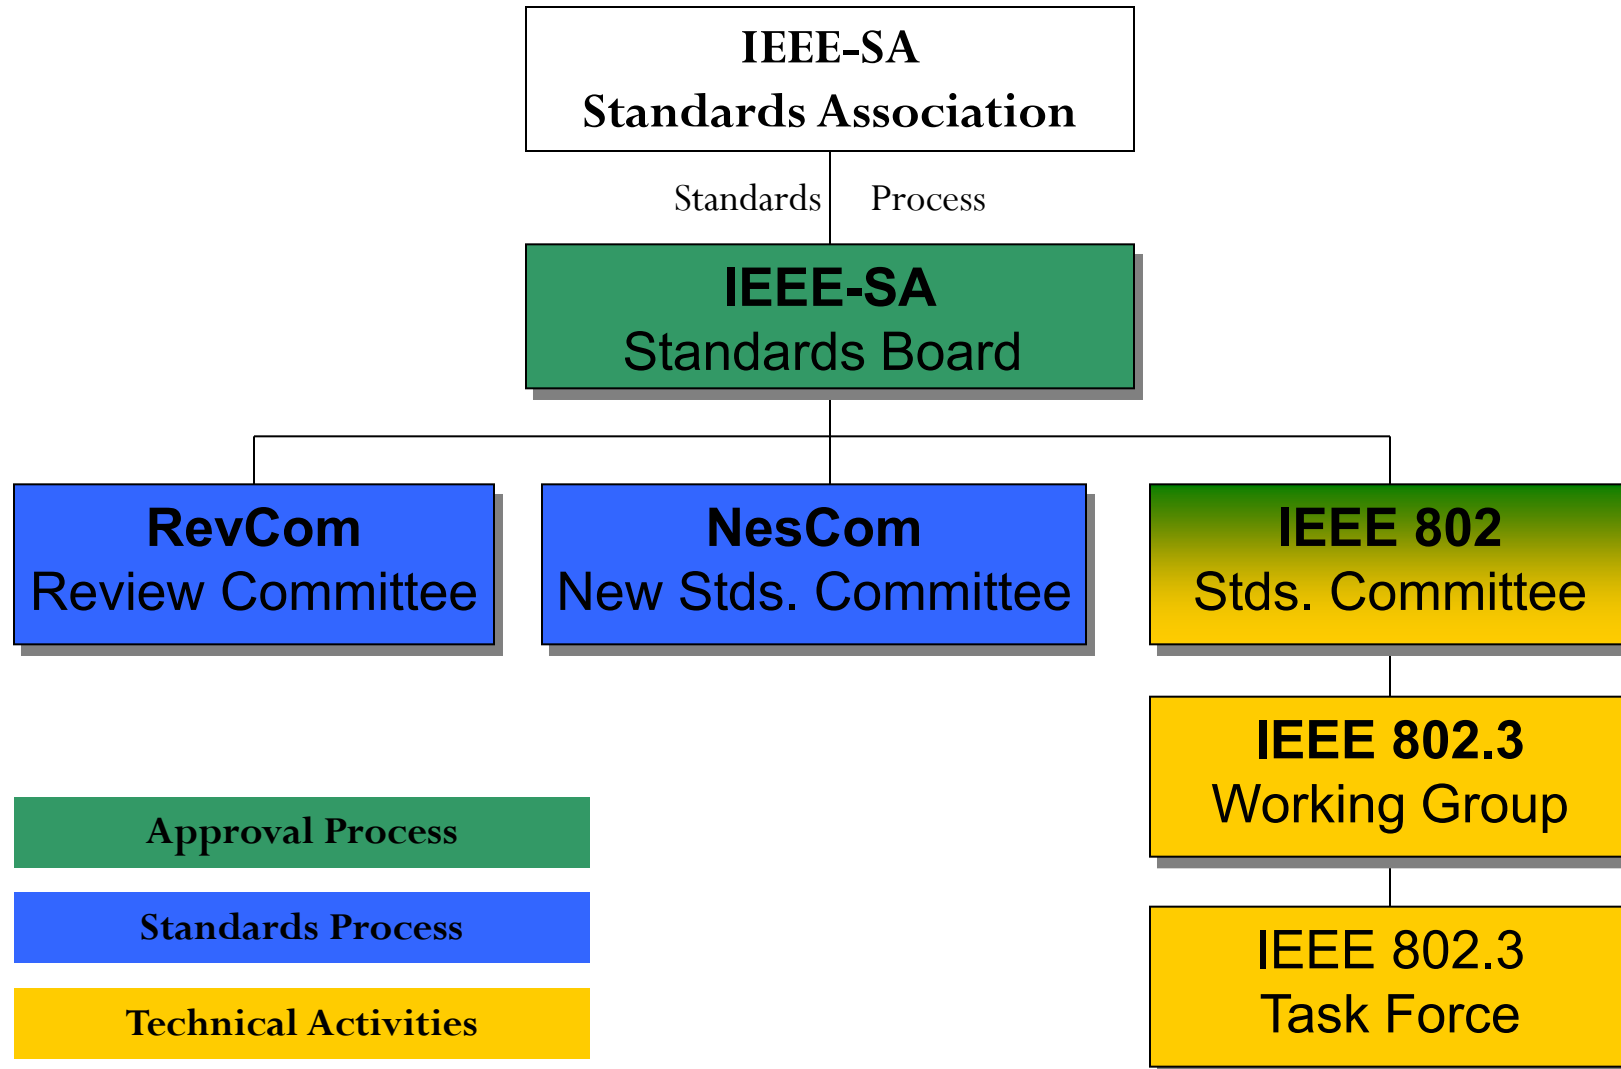 IEEE-SA
Standards Association
Standards Process
IEEE-SA
Standards Board
RevCom
Review Committee
NesCom
New Stds. Committee
IEEE 802
Stds. Committee
IEEE 802.3
Working Group
IEEE 802.3
Task Force
Approval Process
Standards Process
Technical Activities